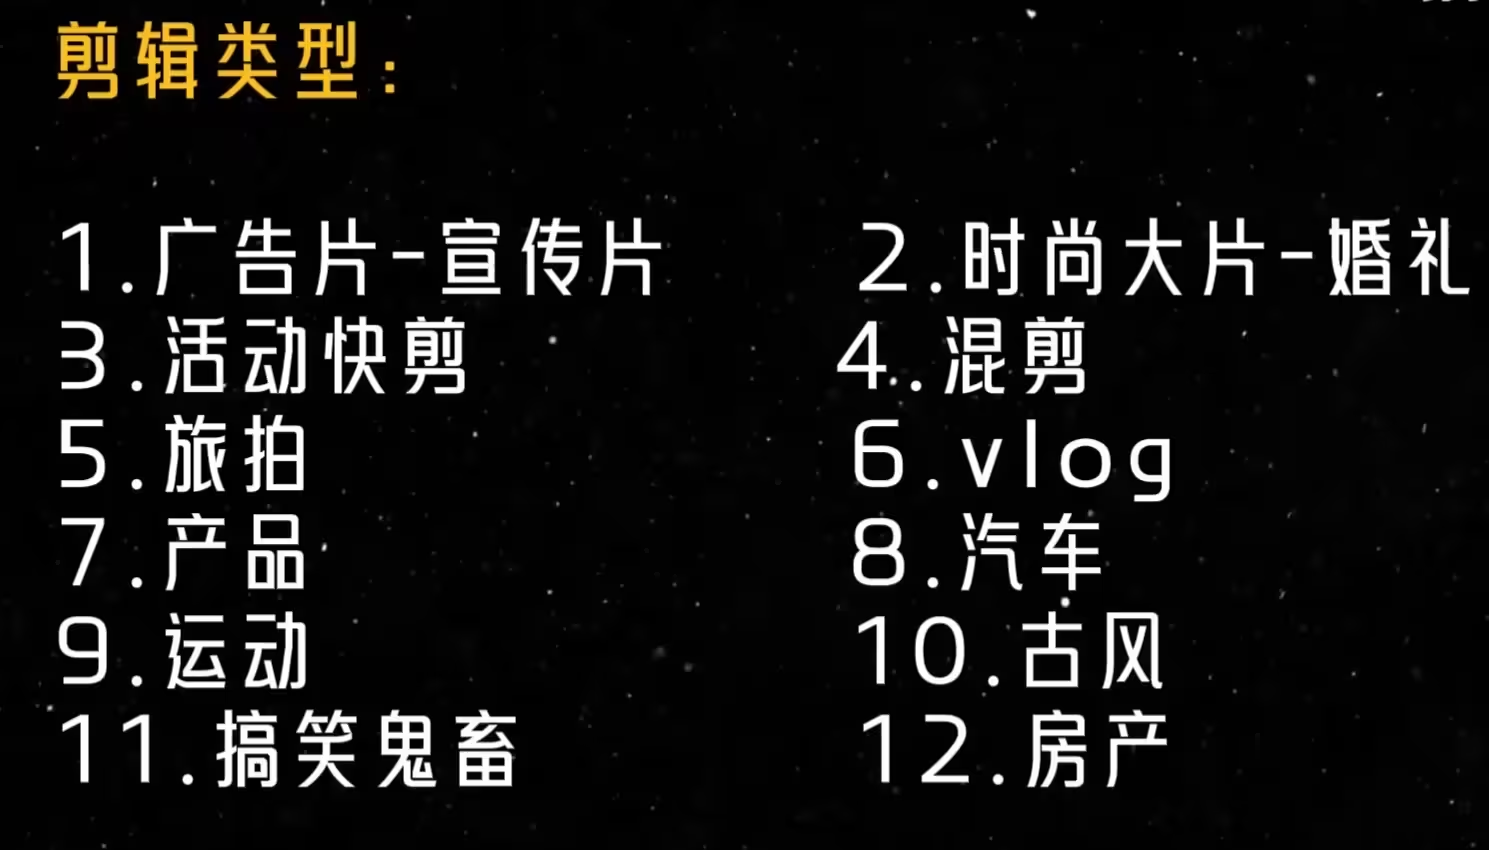 剪辑类型：
1.广告片-宣传片 2.时尚大片-婚礼
3.活动快剪 4.混剪
5.旅拍 6.vlog
7.产品 8.汽车
9.运动 10.古风
11.搞笑鬼畜 12.房产